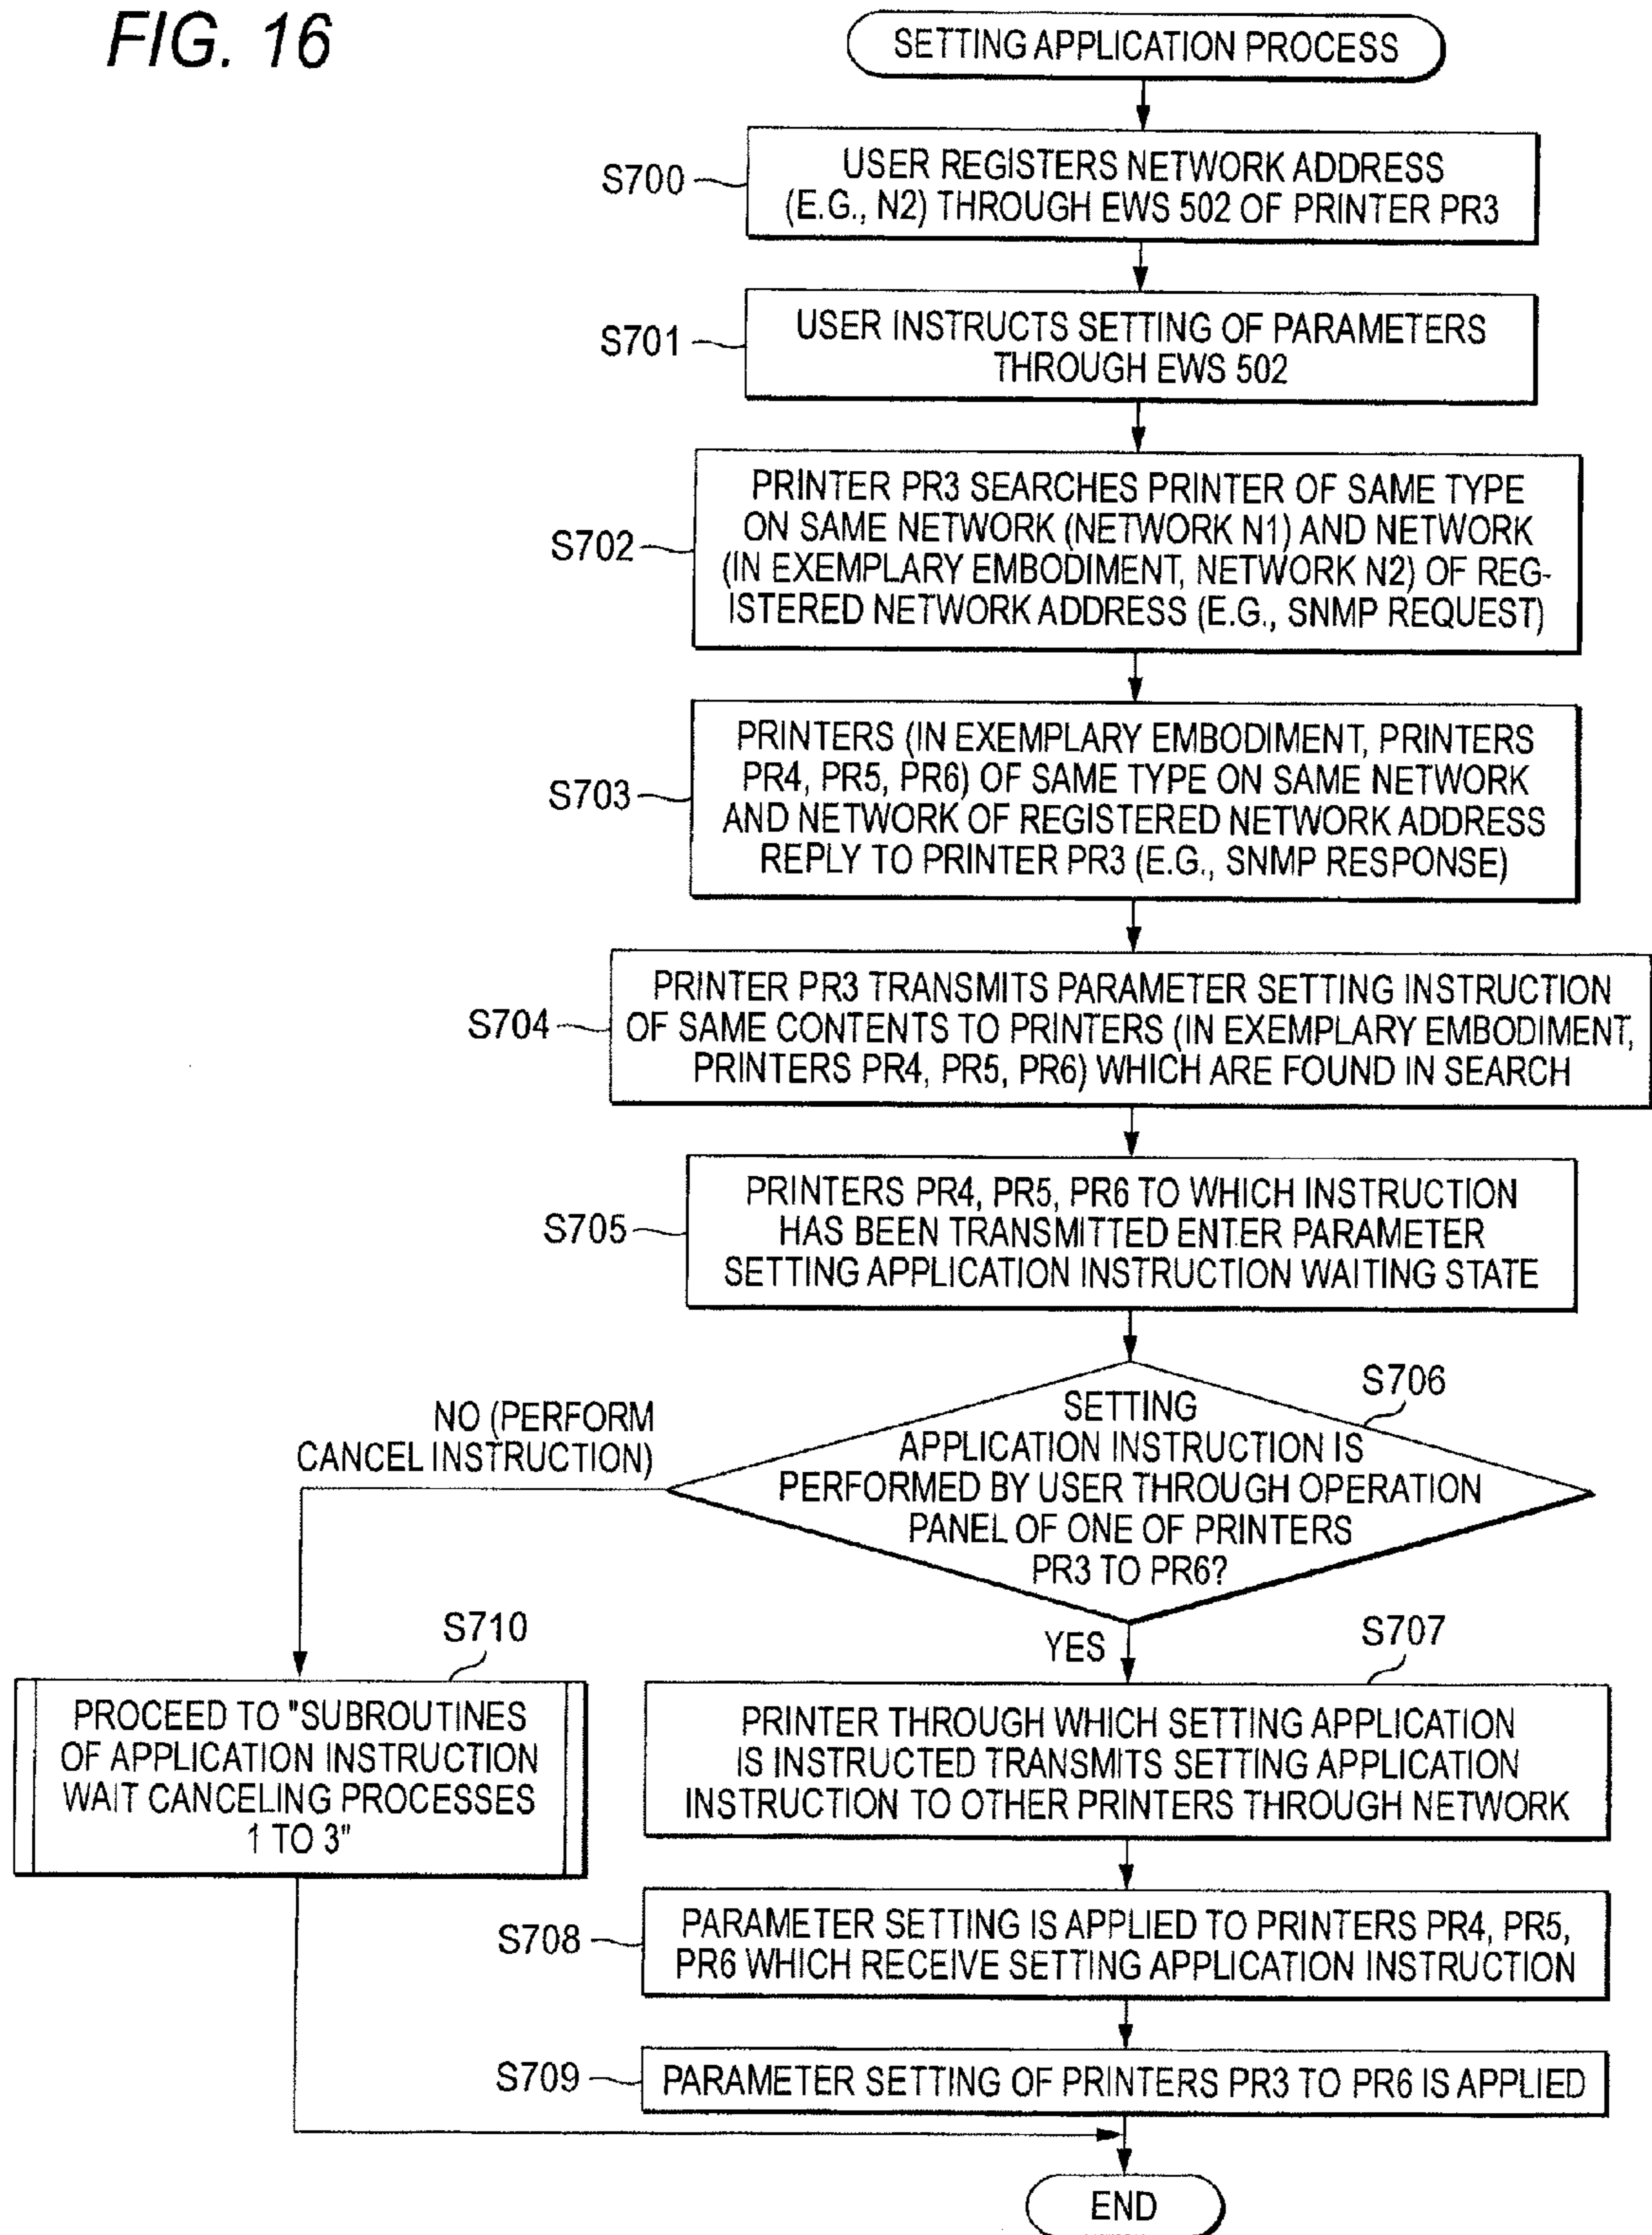 FIG. 16
SETTING APPLICATION PROCESS
S700
USER REGISTERS NETWORK ADDRESS
(E.G., N2) THROUGH EWS 502 OF PRINTER PR3
S701
USER INSTRUCTS SETTING OF PARAMETERS
THROUGH EWS 502
S702
PRINTER PR3 SEARCHES PRINTER OF SAME TYPE
ON SAME NETWORK (NETWORK N1) AND NETWORK
(IN EXEMPLARY EMBODIMENT, NETWORK N2) OF REG-
ISTERED NETWORK ADDRESS (E.G., SNMP REQUEST)
S703
PRINTERS (IN EXEMPLARY EMBODIMENT, PRINTERS
PR4, PR5, PR6) OF SAME TYPE ON SAME NETWORK
AND NETWORK OF REGISTERED NETWORK ADDRESS
REPLY TO PRINTER PR3 (E.G., SNMP RESPONSE)
S704
PRINTER PR3 TRANSMITS PARAMETER SETTING INSTRUCTION
OF SAME CONTENTS TO PRINTERS (IN EXEMPLARY EMBODIMENT,
PRINTERS PR4, PR5, PR6) WHICH ARE FOUND IN SEARCH
S705
PRINTERS PR4, PR5, PR6 TO WHICH INSTRUCTION
HAS BEEN TRANSMITTED ENTER PARAMETER
SETTING APPLICATION INSTRUCTION WAITING STATE
S706
SETTING
APPLICATION INSTRUCTION IS
PERFORMED BY USER THROUGH OPERATION
PANEL OF ONE OF PRINTERS
PR3 TO PR6?
NO (PERFORM
CANCEL INSTRUCTION)
S710
PROCEED TO "SUBROUTINES
OF APPLICATION INSTRUCTION
WAIT CANCELING PROCESSES
1 TO 3"
YES
S707
PRINTER THROUGH WHICH SETTING APPLICATION
IS INSTRUCTED TRANSMITS SETTING APPLICATION
INSTRUCTION TO OTHER PRINTERS THROUGH NETWORK
S708
PARAMETER SETTING IS APPLIED TO PRINTERS PR4, PR5,
PR6 WHICH RECEIVE SETTING APPLICATION INSTRUCTION
S709
PARAMETER SETTING OF PRINTERS PR3 TO PR6 IS APPLIED
END